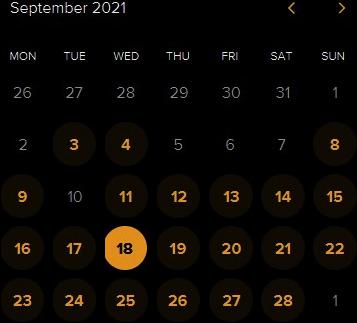 September 2021
MON TUE WED THU FRI SAT SUN
26 27 28 29 30 31 1
2 3 4 5 6 7 8
9 10 11 12 13 14 15
16 17 18 19 20 21 22
23 24 25 26 27 28 1